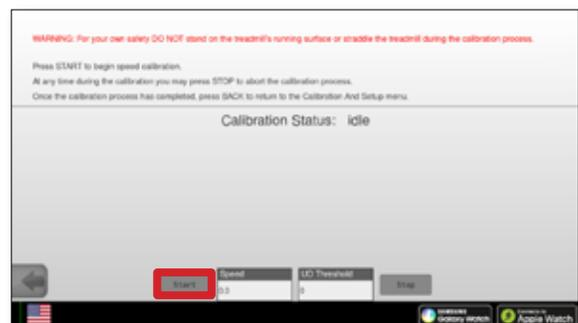 WARNING: For your own safety DO NOT stand on the treadmill's running surface or straddle the treadmill during the calibration process.
Press START to begin speed calibration.
At any time during the calibration you may press STOP to abort the calibration process.
Once the calibration process has completed, press BACK to return to the Calibration And Setup menu.
Calibration Status: idle
Speed UO Threshold
Start 0.0 0 Stop
SAMSUNG
Galaxy Watch
Apple Watch